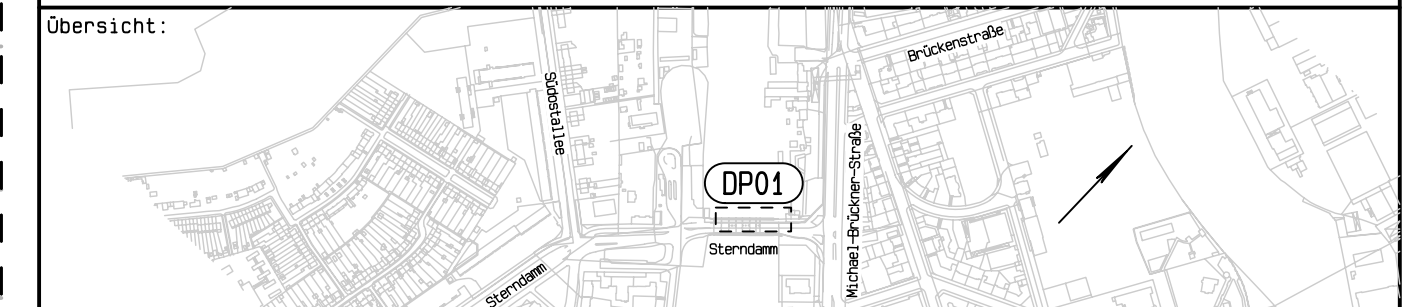 Übersicht:
Brückenstraße
Südostallee
Michael-Brückner-Straße
DP01
Sterndamm
Sterndamm